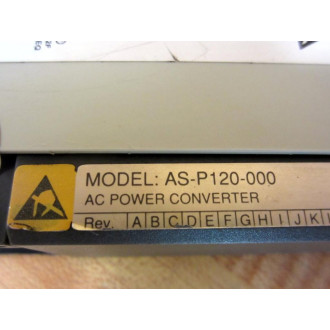 MODEL: AS-P120-000
AC POWER CONVERTER
Rev. A B C D E F G H I J K